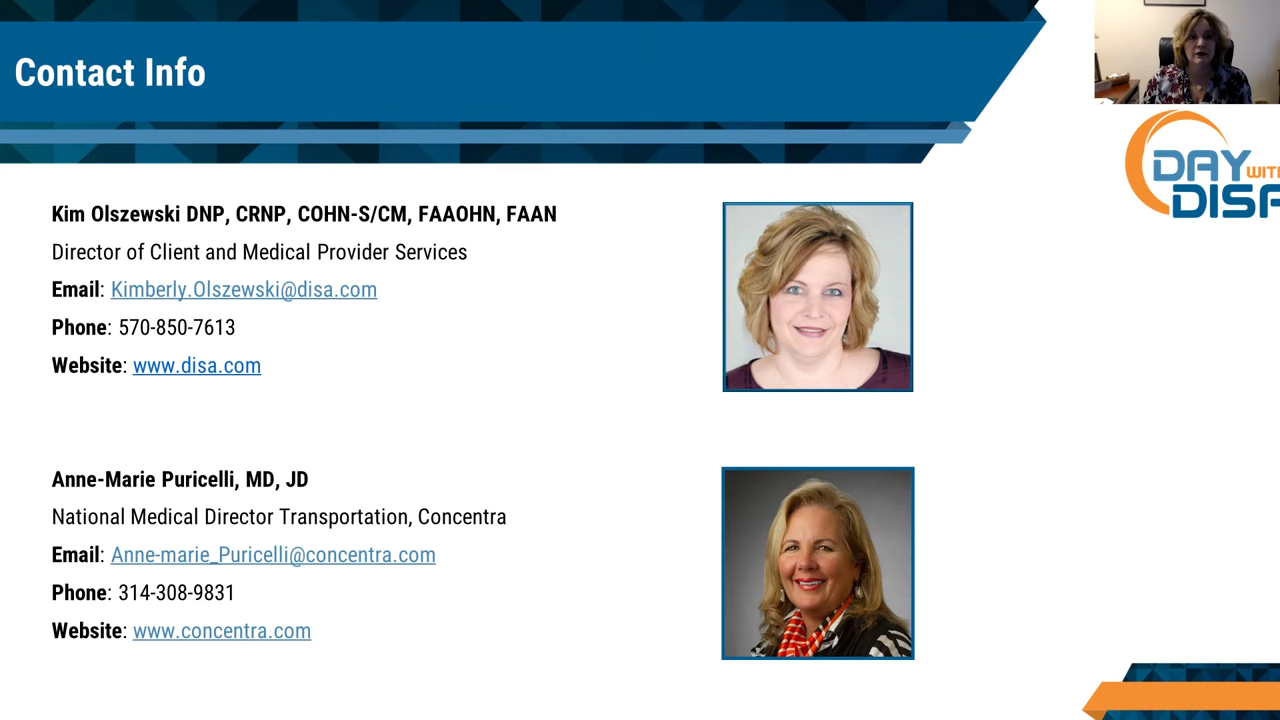 Contact Info
DAY WITH
DISA
Kim Olszewski DNP, CRNP, COHN-S/CM, FAAOHN, FAAN
Director of Client and Medical Provider Services
Email: Kimberly.Olszewski@disa.com
Phone: 570-850-7613
Website: www.disa.com
Anne-Marie Puricelli, MD, JD
National Medical Director Transportation, Concentra
Email: Anne-marie_Puricelli@concentra.com
Phone: 314-308-9831
Website: www.concentra.com